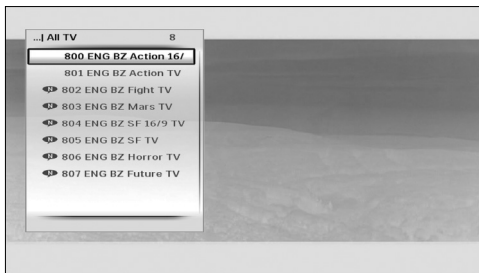 ...| All TV 8
800 ENG BZ Action 16/
801 ENG BZ Action TV
802 ENG BZ Fight TV
803 ENG BZ Mars TV
804 ENG BZ SF 16/9 TV
805 ENG BZ SF TV
806 ENG BZ Horror TV
807 ENG BZ Future TV